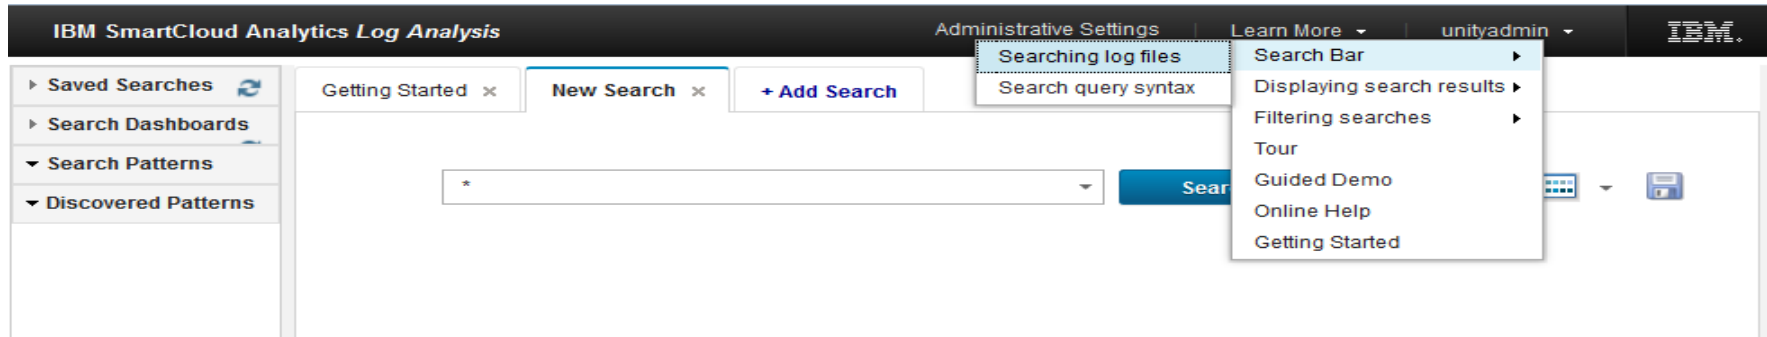 IBM SmartCloud Analytics Log Analysis
Administrative Settings
Learn More
unityadmin
IBM.
Saved Searches
Search Dashboards
Search Patterns
Discovered Patterns
Getting Started ×
New Search ×
+ Add Search
Searching log files
Search query syntax
Search Bar
Displaying search results
Filtering searches
Tour
Guided Demo
Online Help
Getting Started
*
Sear